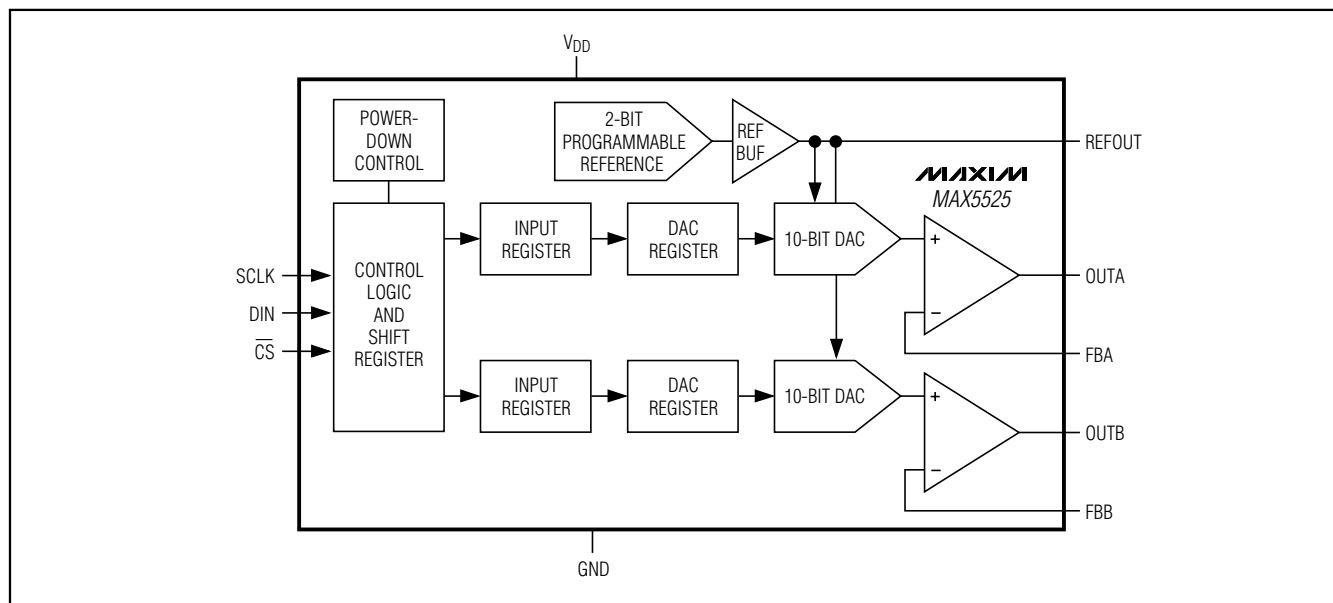 VDD
POWER-
DOWN
CONTROL
2-BIT
PROGRAMMABLE
REFERENCE
REF
BUF
REFOUT
MAXIM
MAX5525
CONTROL
LOGIC
AND
SHIFT
REGISTER
INPUT
REGISTER
DAC
REGISTER
10-BIT DAC
+
−
OUTA
FBA
SCLK
DIN
C̅S̅
INPUT
REGISTER
DAC
REGISTER
10-BIT DAC
+
−
OUTB
FBB
GND